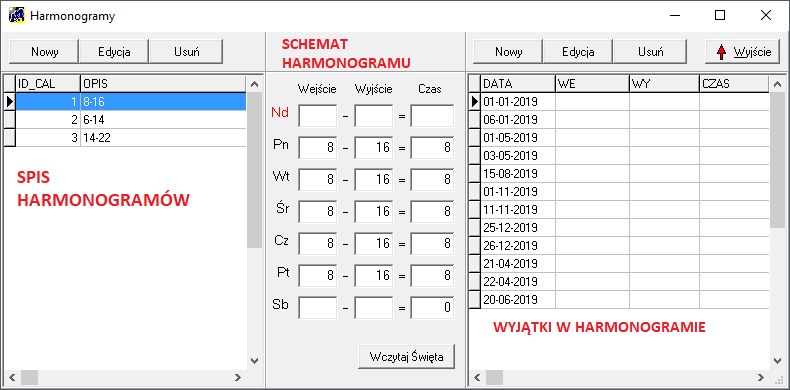 Harmonogramy
Nowy Edycja Usuń
ID_CAL OPIS
1 8-16
2 6-14
3 14-22
SPIS
HARMONOGRAMÓW
SCHEMAT
HARMONOGRAMU
Wejście Wyjście Czas
Nd - =
Pn 8 - 16 = 8
Wt 8 - 16 = 8
Śr 8 - 16 = 8
Cz 8 - 16 = 8
Pt 8 - 16 = 8
Sb - = 0
Wczytaj Święta
Nowy Edycja Usuń Wyjście
DATA WE WY CZAS
01-01-2019
06-01-2019
01-05-2019
03-05-2019
15-08-2019
01-11-2019
11-11-2019
25-12-2019
26-12-2019
21-04-2019
22-04-2019
20-06-2019
WYJĄTKI W HARMONOGRAMIE